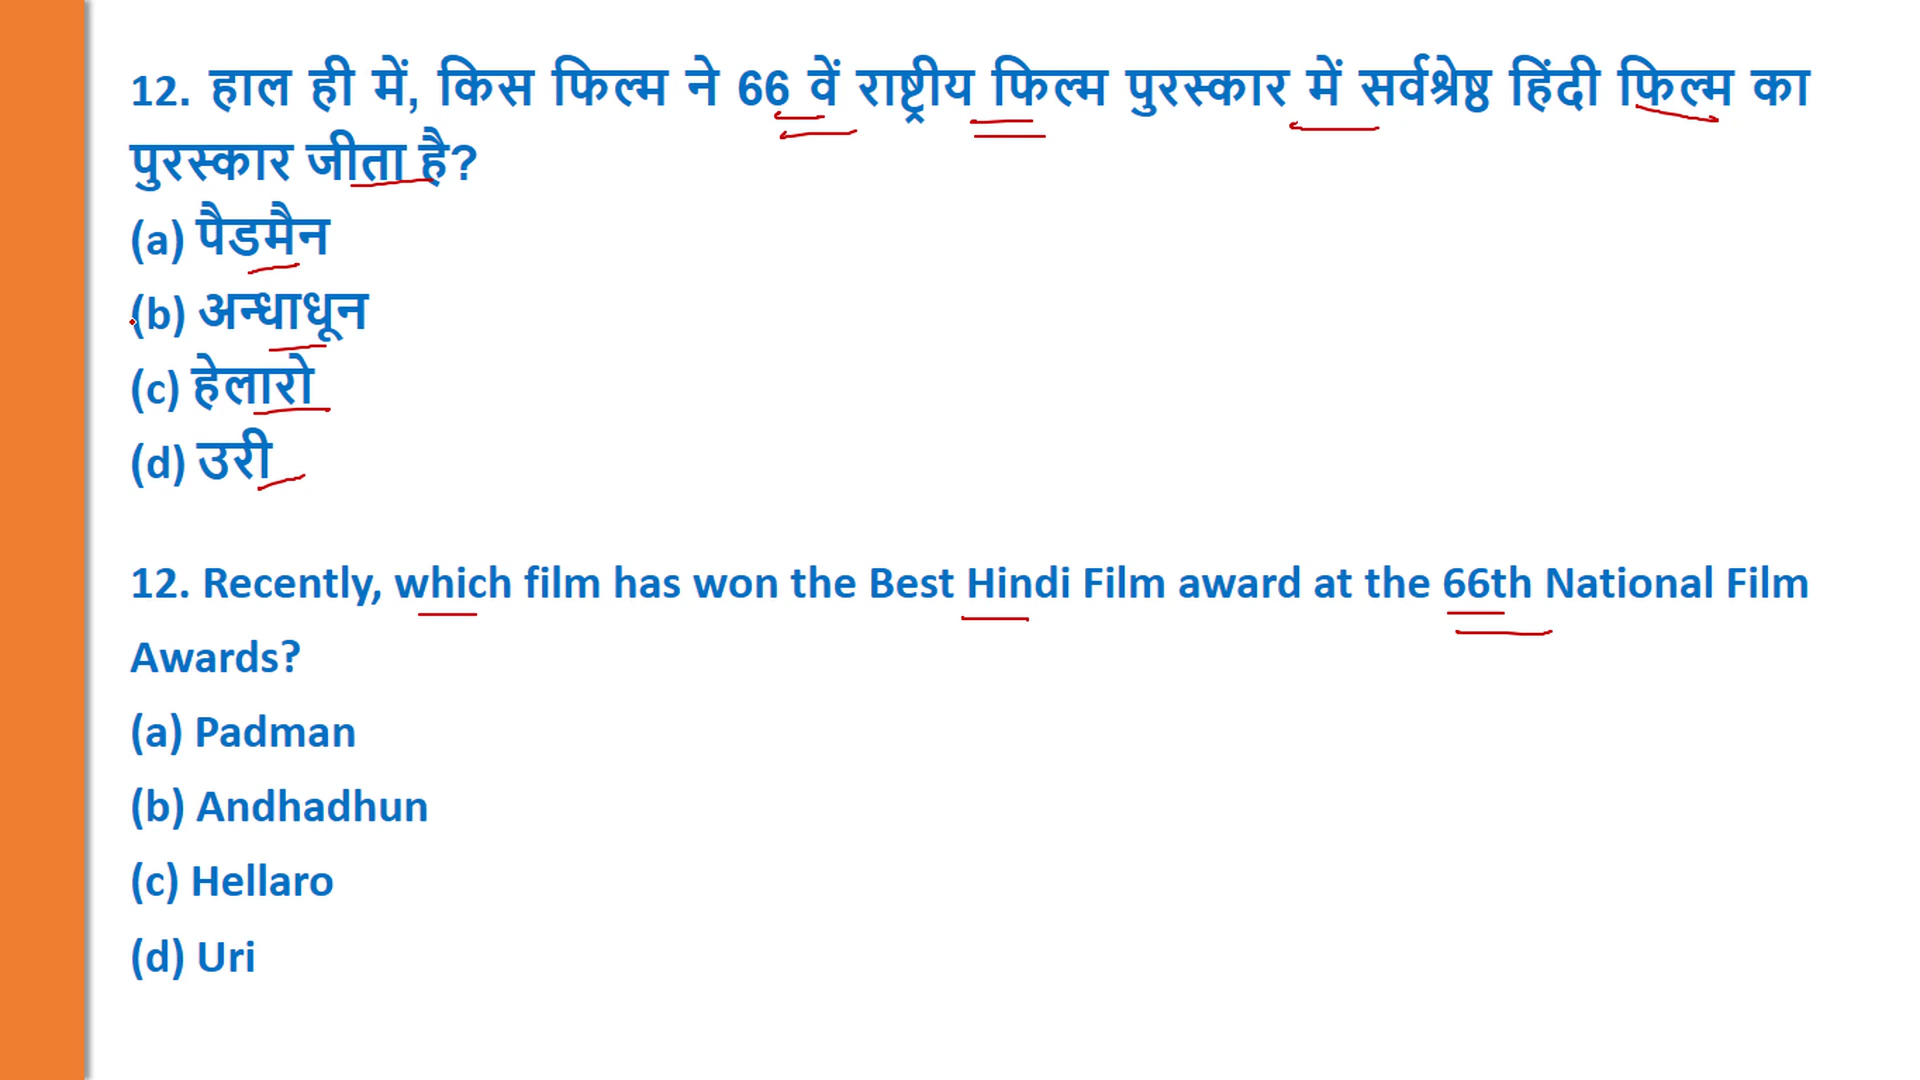 12. हाल ही में, किस फिल्म ने 66 वें राष्ट्रीय फिल्म पुरस्कार में सर्वश्रेष्ठ हिंदी फिल्म का
पुरस्कार जीता है?
(a) पैडमैन
(b) अन्धाधून
(c) हेलारो
(d) उरी
12. Recently, which film has won the Best Hindi Film award at the 66th National Film
Awards?
(a) Padman
(b) Andhadhun
(c) Hellaro
(d) Uri